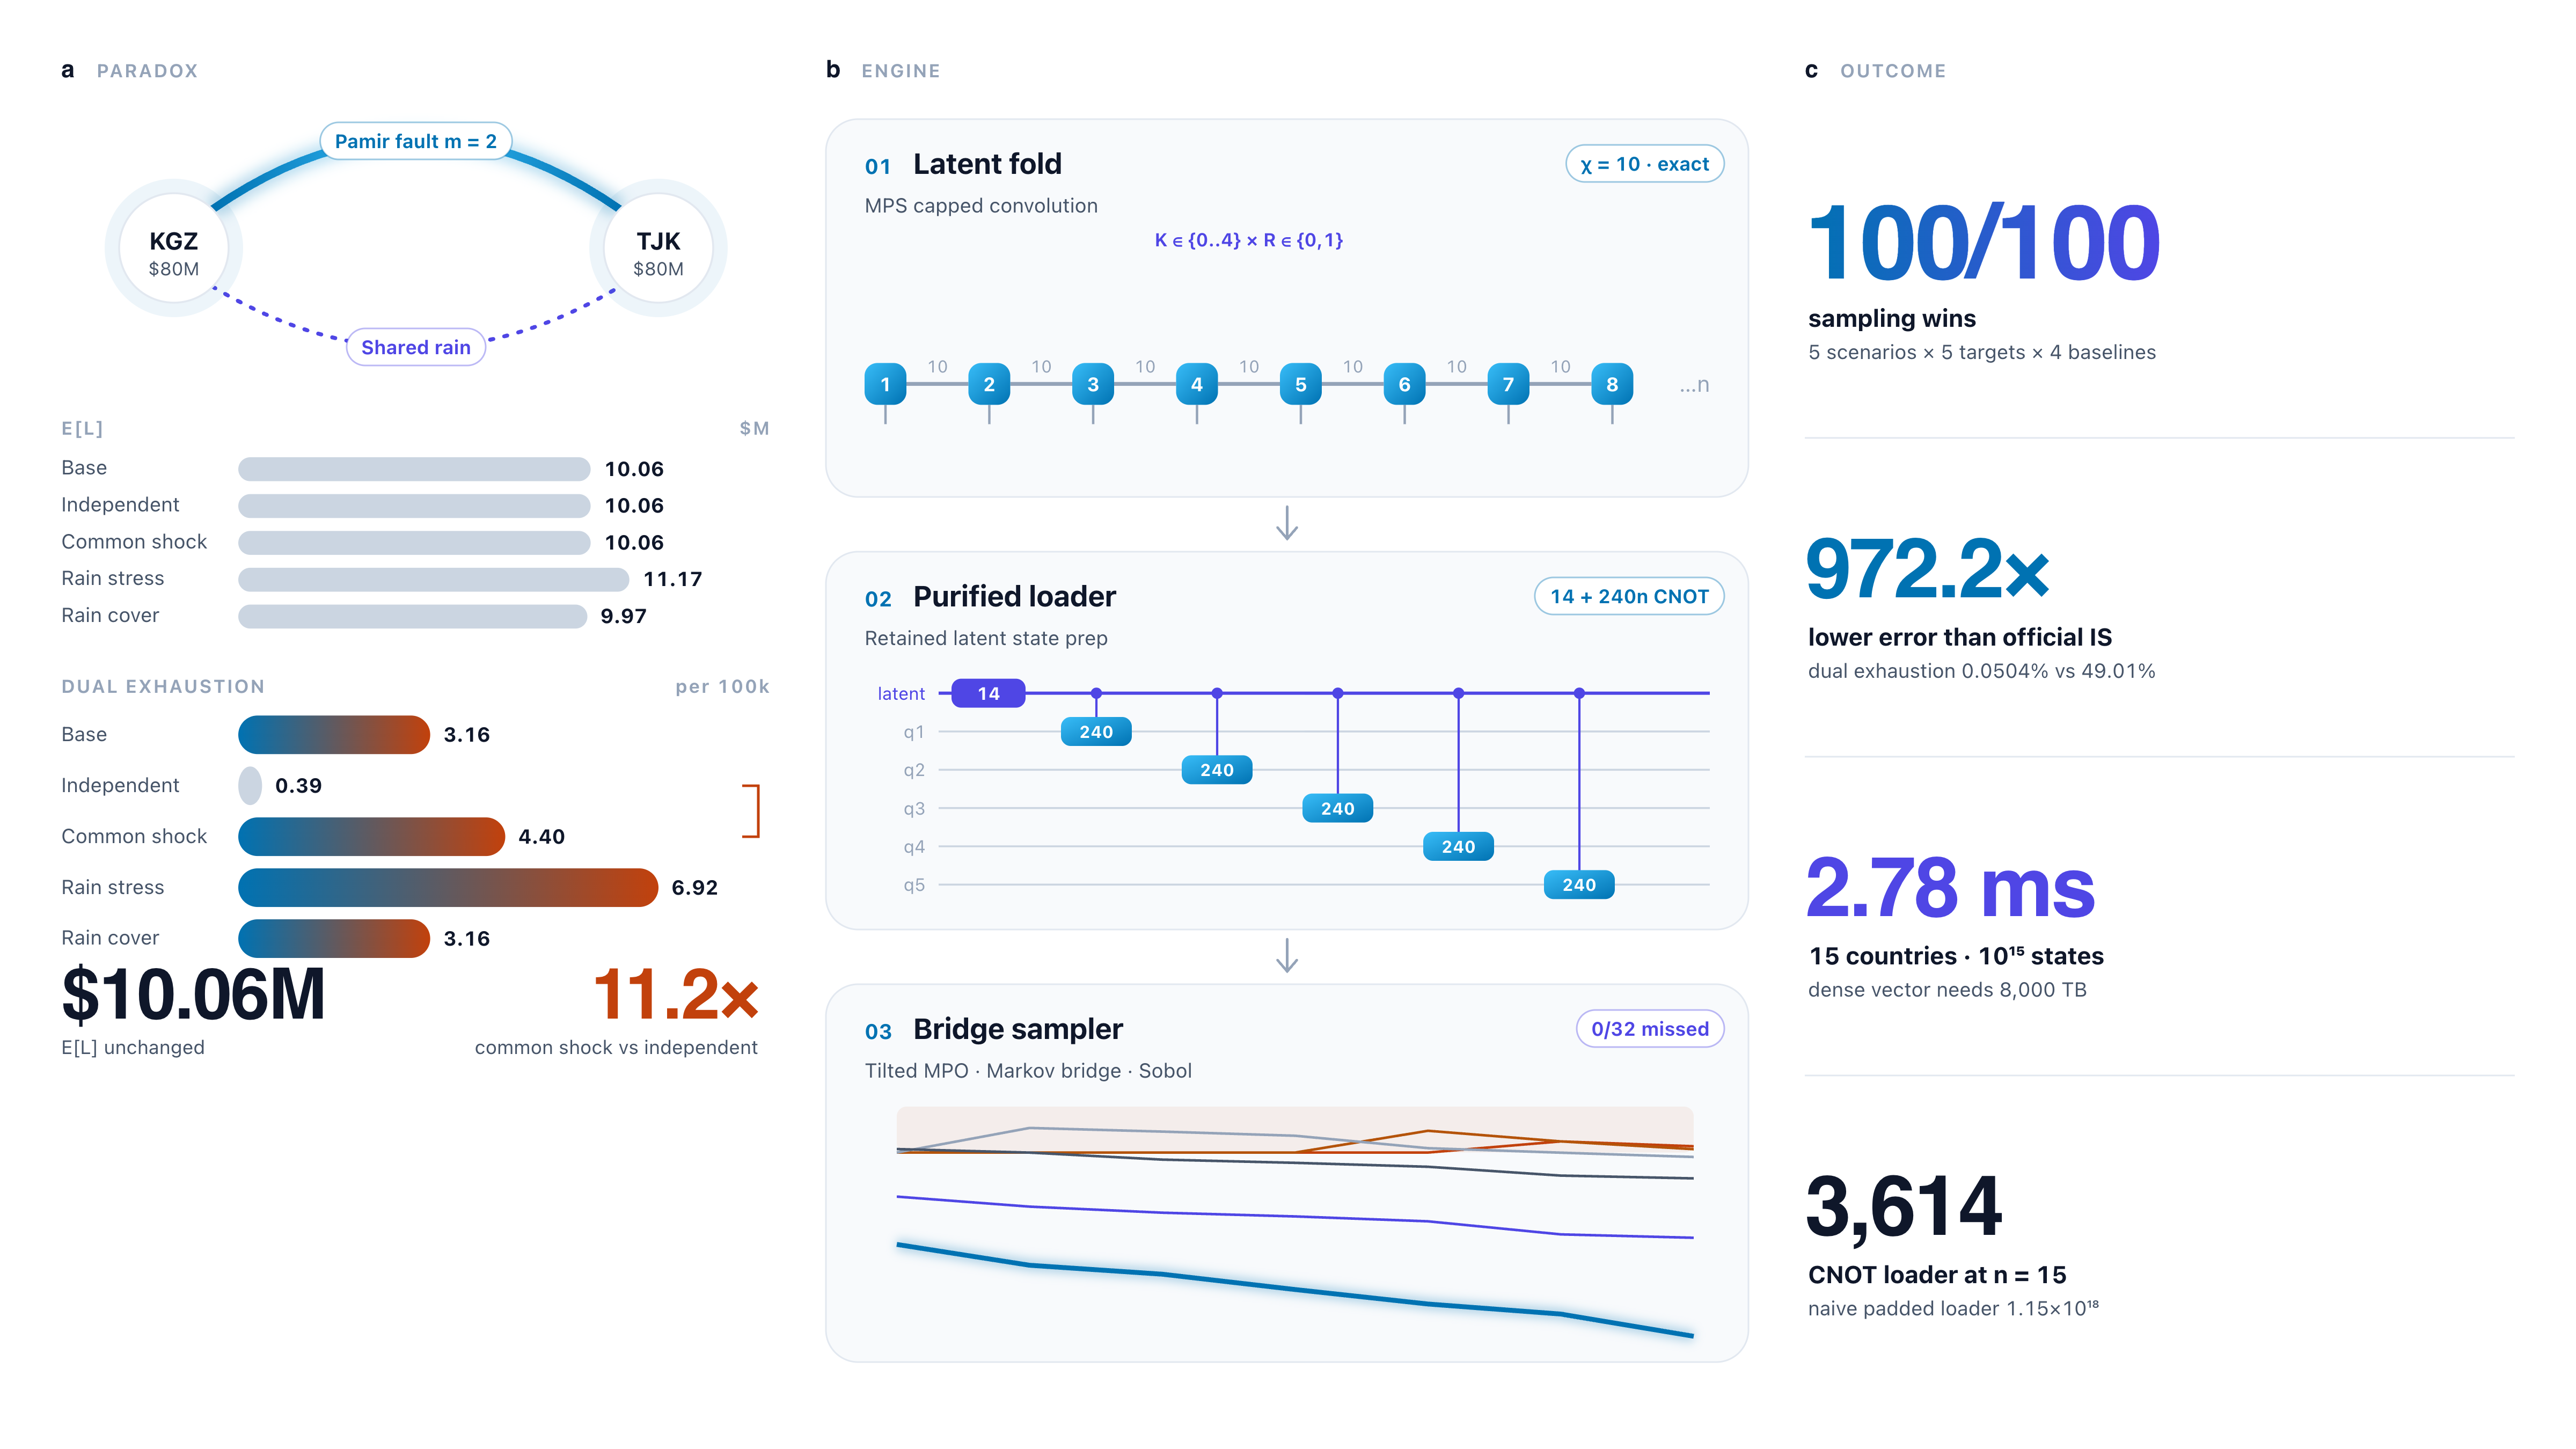 a PARADOX
Pamir fault m = 2
KGZ
$80M
TJK
$80M
Shared rain
E[L] $M
Base 10.06
Independent 10.06
Common shock 10.06
Rain stress 11.17
Rain cover 9.97
DUAL EXHAUSTION per 100k
Base 3.16
Independent 0.39
Common shock 4.40
Rain stress 6.92
Rain cover 3.16
$10.06M
E[L] unchanged
11.2×
common shock vs independent
b ENGINE
01 Latent fold
χ = 10 · exact
MPS capped convolution
K ∈ {0..4} × R ∈ {0,1}
10 10 10 10 10 10 10
1 2 3 4 5 6 7 8 ...n
02 Purified loader
14 + 240n CNOT
Retained latent state prep
latent 14
q1 240
q2 240
q3 240
q4 240
q5 240
03 Bridge sampler
0/32 missed
Tilted MPO · Markov bridge · Sobol
c OUTCOME
100/100
sampling wins
5 scenarios × 5 targets × 4 baselines
972.2×
lower error than official IS
dual exhaustion 0.0504% vs 49.01%
2.78 ms
15 countries · 10¹⁵ states
dense vector needs 8,000 TB
3,614
CNOT loader at n = 15
naive padded loader 1.15×10¹⁸